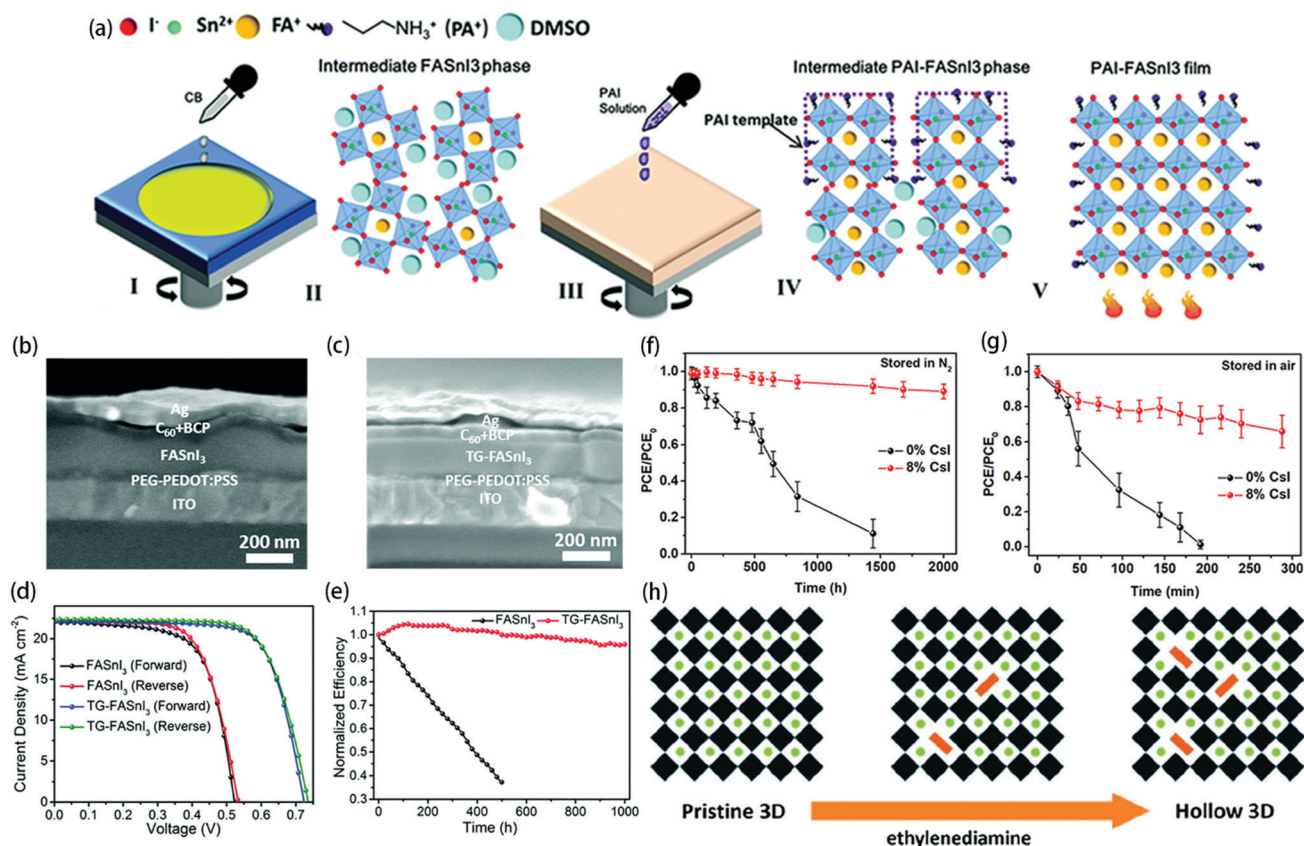 (a) I⁻ Sn²⁺ FA⁺ NH₃⁺ (PA⁺) DMSO
CB
Intermediate FASnI3 phase
PAI
Solution
Intermediate PAI-FASnI3 phase
PAI-FASnI3 film
PAI template
I II III IV V
(b)
Ag
C₆₀+BCP
FASnI₃
PEG-PEDOT:PSS
ITO
200 nm
(c)
Ag
C₆₀+BCP
TG-FASnI₃
PEG-PEDOT:PSS
ITO
200 nm
(f)
Stored in N₂
PCE/PCE₀
1.0
0.8
0.6
0.4
0.2
0.0
0% CsI
8% CsI
0 500 1000 1500 2000
Time (h)
(g)
Stored in air
PCE/PCE₀
1.0
0.8
0.6
0.4
0.2
0.0
0% CsI
8% CsI
0 50 100 150 200 250 300
Time (min)
(d)
Current Density (mA cm⁻²)
20
15
10
5
0
FASnI₃ (Forward)
FASnI₃ (Reverse)
TG-FASnI₃ (Forward)
TG-FASnI₃ (Reverse)
0.0 0.1 0.2 0.3 0.4 0.5 0.6 0.7
Voltage (V)
(e)
Normalized Efficiency
FASnI₃ TG-FASnI₃
1.1
1.0
0.9
0.8
0.7
0.6
0.5
0.4
0.3
0 200 400 600 800 1000
Time (h)
(h)
Pristine 3D
Hollow 3D
ethylenediamine